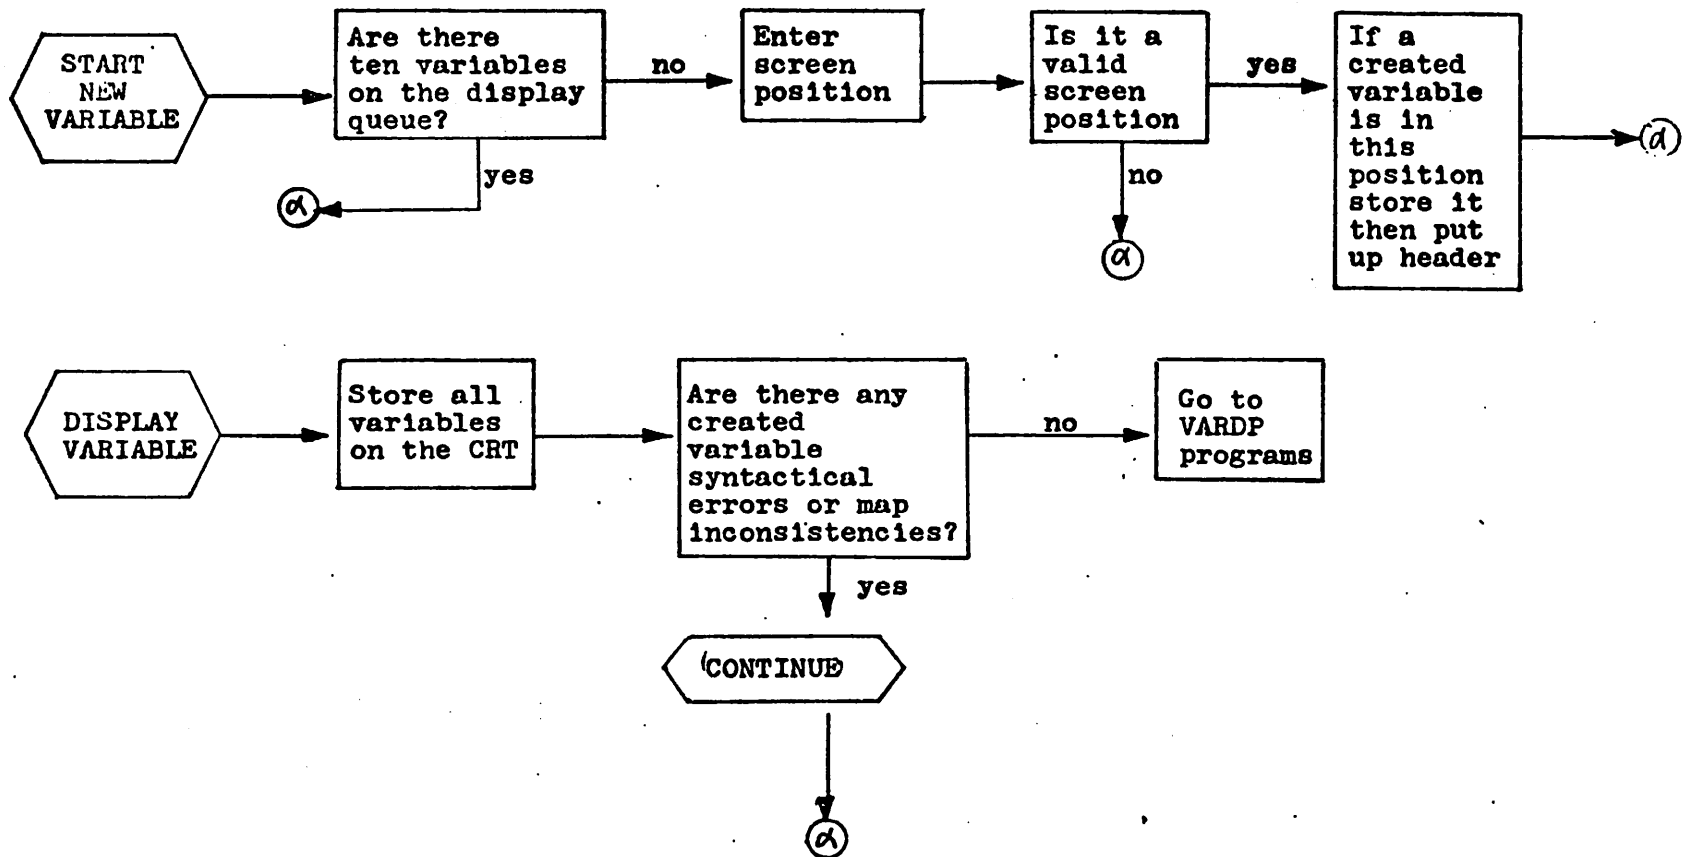 START
NEW
VARIABLE
Are there
ten variables
on the display
queue?
no
yes
α
Enter
screen
position
Is it a
valid
screen
position
yes
no
α
If a
created
variable
is in
this
position
store it
then put
up header
α
DISPLAY
VARIABLE
Store all
variables
on the CRT
Are there any
created
variable
syntactical
errors or map
inconsistencies?
no
Go to
VARDP
programs
yes
CONTINUE
α